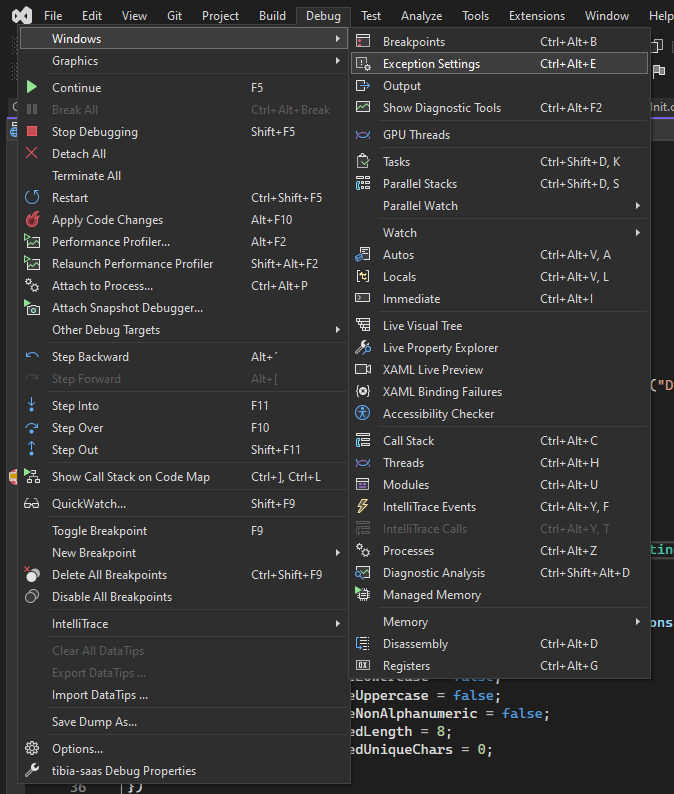 File Edit View Git Project Build Debug Test Analyze Tools Extensions Window Help
Windows
Graphics
Continue F5
Break All Ctrl+Alt+Break
Stop Debugging Shift+F5
Detach All
Terminate All
Restart Ctrl+Shift+F5
Apply Code Changes Alt+F10
Performance Profiler... Alt+F2
Relaunch Performance Profiler Shift+Alt+F2
Attach to Process... Ctrl+Alt+P
Attach Snapshot Debugger...
Other Debug Targets
Step Backward Alt+´
Step Forward Alt+[
Step Into F11
Step Over F10
Step Out Shift+F11
Show Call Stack on Code Map Ctrl+], Ctrl+L
QuickWatch... Shift+F9
Toggle Breakpoint F9
New Breakpoint
Delete All Breakpoints Ctrl+Shift+F9
Disable All Breakpoints
IntelliTrace
Clear All DataTips
Export DataTips ...
Import DataTips ...
Save Dump As...
Options...
tibia-saas Debug Properties
Breakpoints Ctrl+Alt+B
Exception Settings Ctrl+Alt+E
Output
Show Diagnostic Tools Ctrl+Alt+F2
GPU Threads
Tasks Ctrl+Shift+D, K
Parallel Stacks Ctrl+Shift+D, S
Parallel Watch
Watch
Autos Ctrl+Alt+V, A
Locals Ctrl+Alt+V, L
Immediate Ctrl+Alt+I
Live Visual Tree
Live Property Explorer
XAML Live Preview
XAML Binding Failures
Accessibility Checker
Call Stack Ctrl+Alt+C
Threads Ctrl+Alt+H
Modules Ctrl+Alt+U
IntelliTrace Events Ctrl+Alt+Y, F
IntelliTrace Calls Ctrl+Alt+Y, T
Processes Ctrl+Alt+Z
Diagnostic Analysis Ctrl+Shift+Alt+D
Managed Memory
Memory
Disassembly Ctrl+Alt+D
Registers Ctrl+Alt+G
Init.c
("D
ting
ons
eLowercase = false;
eUppercase = false;
eNonAlphanumeric = false;
edLength = 8;
edUniqueChars = 0;
36 })